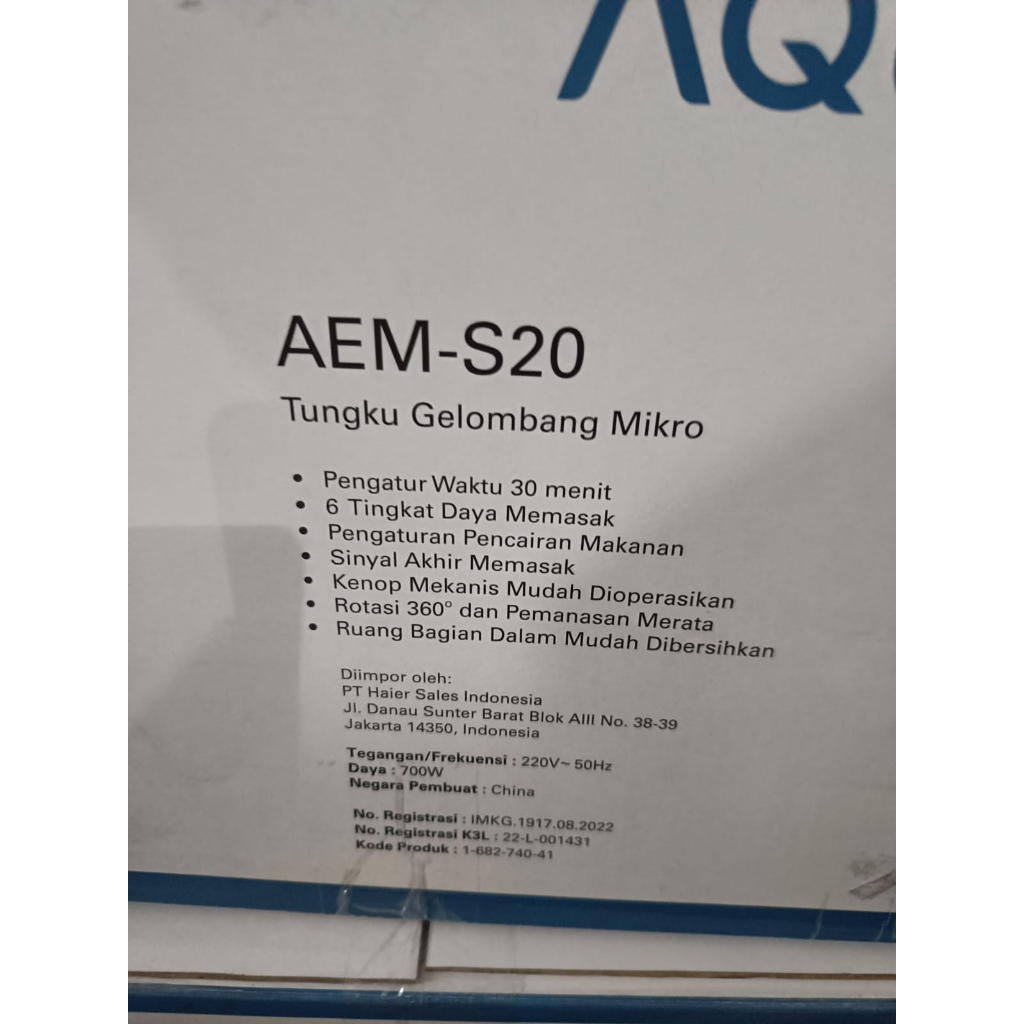 AQ
AEM-S20
Tungku Gelombang Mikro
• Pengatur Waktu 30 menit
• 6 Tingkat Daya Memasak
• Pengaturan Pencairan Makanan
• Sinyal Akhir Memasak
• Kenop Mekanis Mudah Dioperasikan
• Rotasi 360° dan Pemanasan Merata
• Ruang Bagian Dalam Mudah Dibersihkan
Diimpor oleh:
PT Haier Sales Indonesia
Jl. Danau Sunter Barat Blok AIII No. 38-39
Jakarta 14350, Indonesia
Tegangan/Frekuensi : 220V~ 50Hz
Daya : 700W
Negara Pembuat : China
No. Registrasi : IMKG.1917.08.2022
No. Registrasi K3L : 22-L-001431
Kode Produk : 1-682-740-41